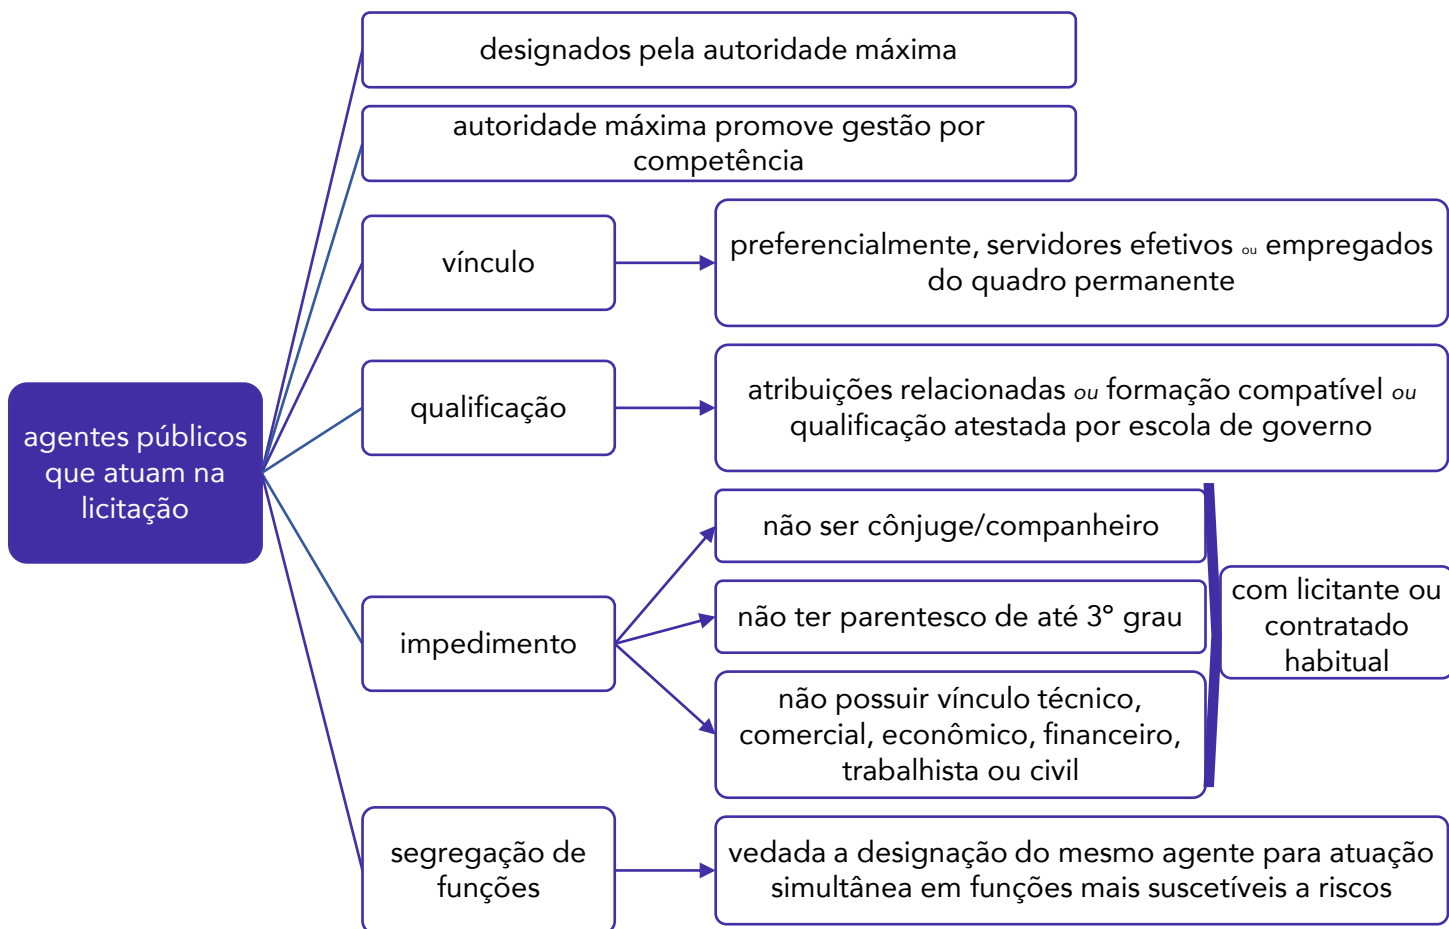 designados pela autoridade máxima
autoridade máxima promove gestão por
competência
vínculo
preferencialmente, servidores efetivos ou empregados
do quadro permanente
qualificação
atribuições relacionadas ou formação compatível ou
qualificação atestada por escola de governo
agentes públicos
que atuam na
licitação
impedimento
não ser cônjuge/companheiro
não ter parentesco de até 3º grau
não possuir vínculo técnico,
comercial, econômico, financeiro,
trabalhista ou civil
com licitante ou
contratado
habitual
segregação de
funções
vedada a designação do mesmo agente para atuação
simultânea em funções mais suscetíveis a riscos